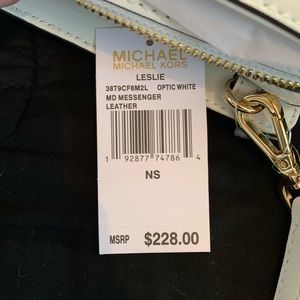 MICHAEL
MICHAEL KORS
LESLIE
38T9CF8M2L OPTIC WHITE
MD MESSENGER
LEATHER
1 92877 74786 4
NS
MSRP $228.00